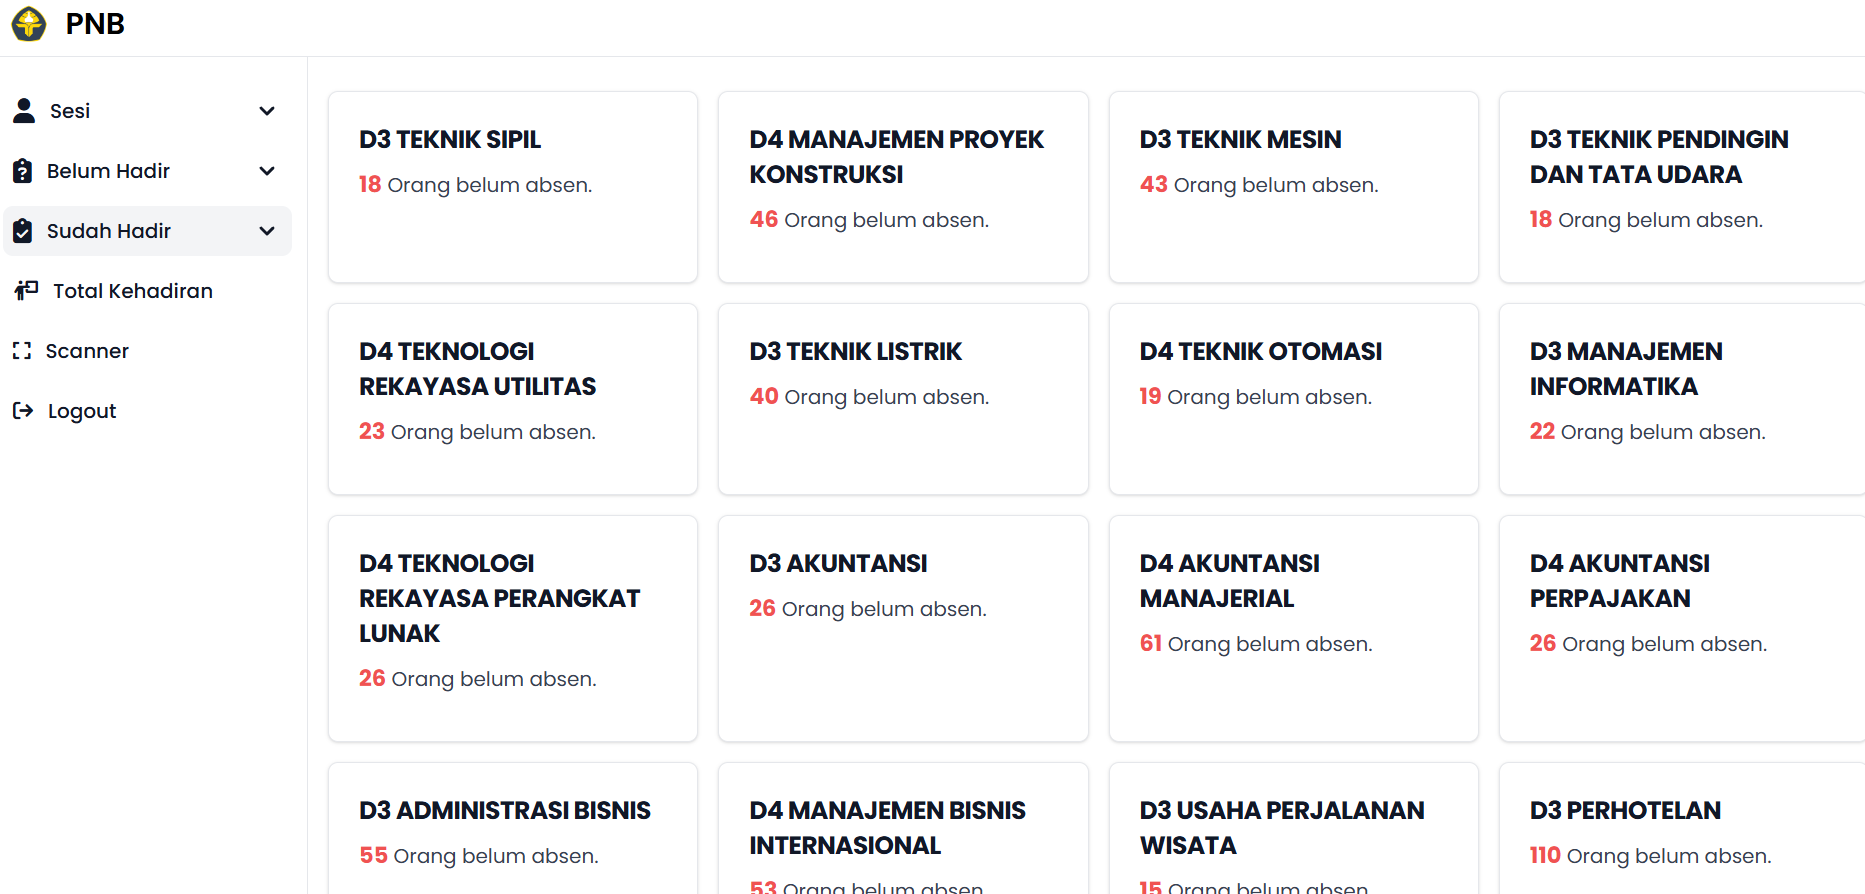 PNB
Sesi
Belum Hadir
Sudah Hadir
Total Kehadiran
Scanner
Logout
D3 TEKNIK SIPIL
18 Orang belum absen.
D4 MANAJEMEN PROYEK
KONSTRUKSI
46 Orang belum absen.
D3 TEKNIK MESIN
43 Orang belum absen.
D3 TEKNIK PENDINGIN
DAN TATA UDARA
18 Orang belum absen.
D4 TEKNOLOGI
REKAYASA UTILITAS
23 Orang belum absen.
D3 TEKNIK LISTRIK
40 Orang belum absen.
D4 TEKNIK OTOMASI
19 Orang belum absen.
D3 MANAJEMEN
INFORMATIKA
22 Orang belum absen.
D4 TEKNOLOGI
REKAYASA PERANGKAT
LUNAK
26 Orang belum absen.
D3 AKUNTANSI
26 Orang belum absen.
D4 AKUNTANSI
MANAJERIAL
61 Orang belum absen.
D4 AKUNTANSI
PERPAJAKAN
26 Orang belum absen.
D3 ADMINISTRASI BISNIS
55 Orang belum absen.
D4 MANAJEMEN BISNIS
INTERNASIONAL
53 Orang belum absen.
D3 USAHA PERJALANAN
WISATA
15 Orang belum absen.
D3 PERHOTELAN
110 Orang belum absen.